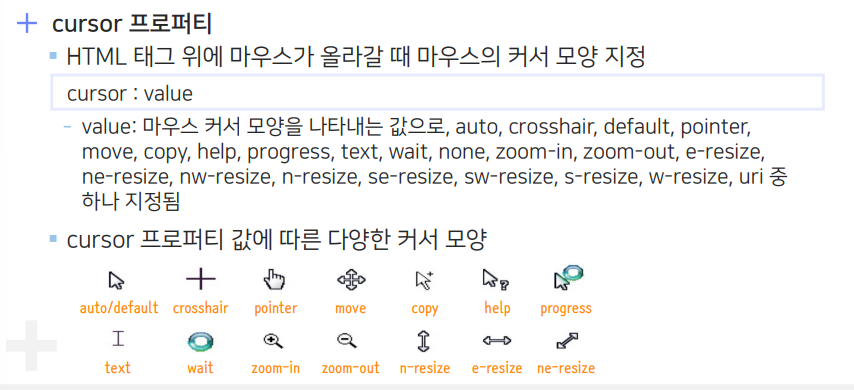 cursor 프로퍼티
HTML 태그 위에 마우스가 올라갈 때 마우스의 커서 모양 지정
cursor : value
- value: 마우스 커서 모양을 나타내는 값으로, auto, crosshair, default, pointer,
move, copy, help, progress, text, wait, none, zoom-in, zoom-out, e-resize,
ne-resize, nw-resize, n-resize, se-resize, sw-resize, s-resize, w-resize, uri 중
하나 지정됨
cursor 프로퍼티 값에 따른 다양한 커서 모양
auto/default crosshair pointer move copy help progress
text wait zoom-in zoom-out n-resize e-resize ne-resize